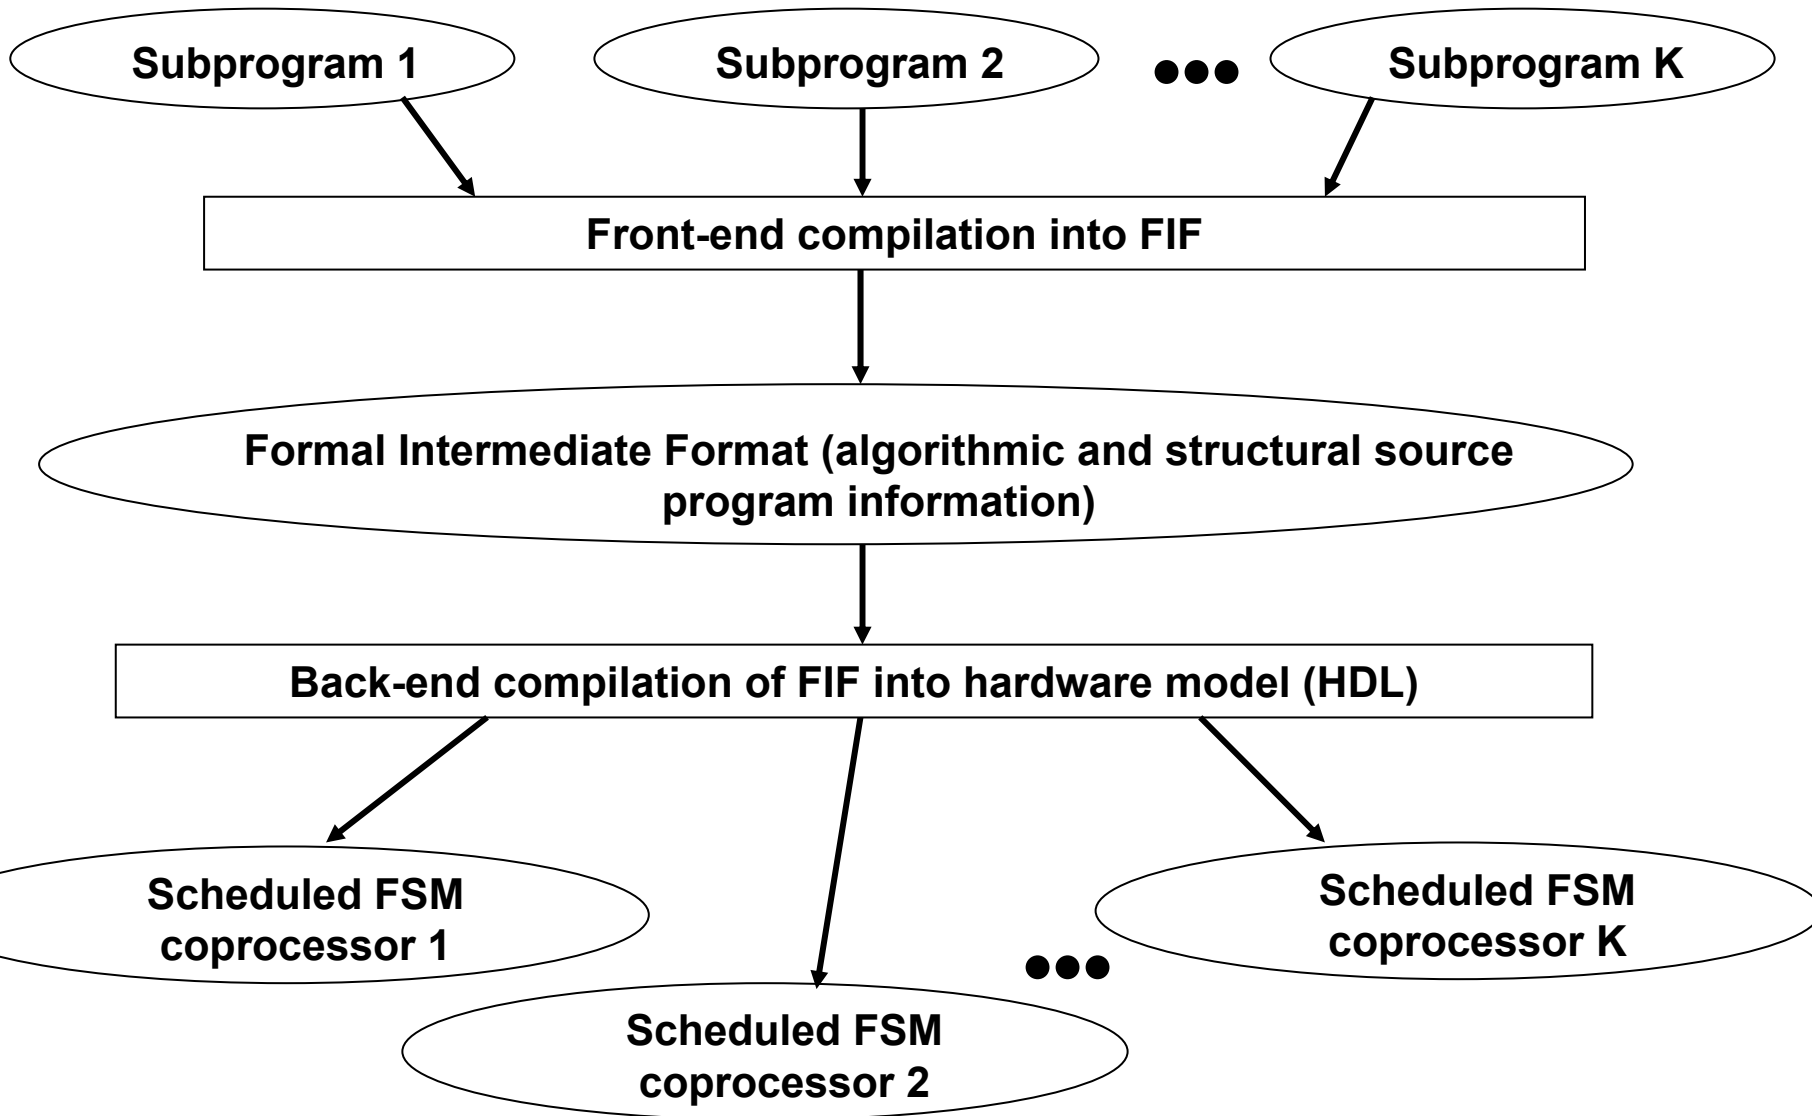 Subprogram 1
Subprogram 2
●●●
Subprogram K
Front-end compilation into FIF
Formal Intermediate Format (algorithmic and structural source
program information)
Back-end compilation of FIF into hardware model (HDL)
Scheduled FSM
coprocessor 1
Scheduled FSM
coprocessor 2
●●●
Scheduled FSM
coprocessor K